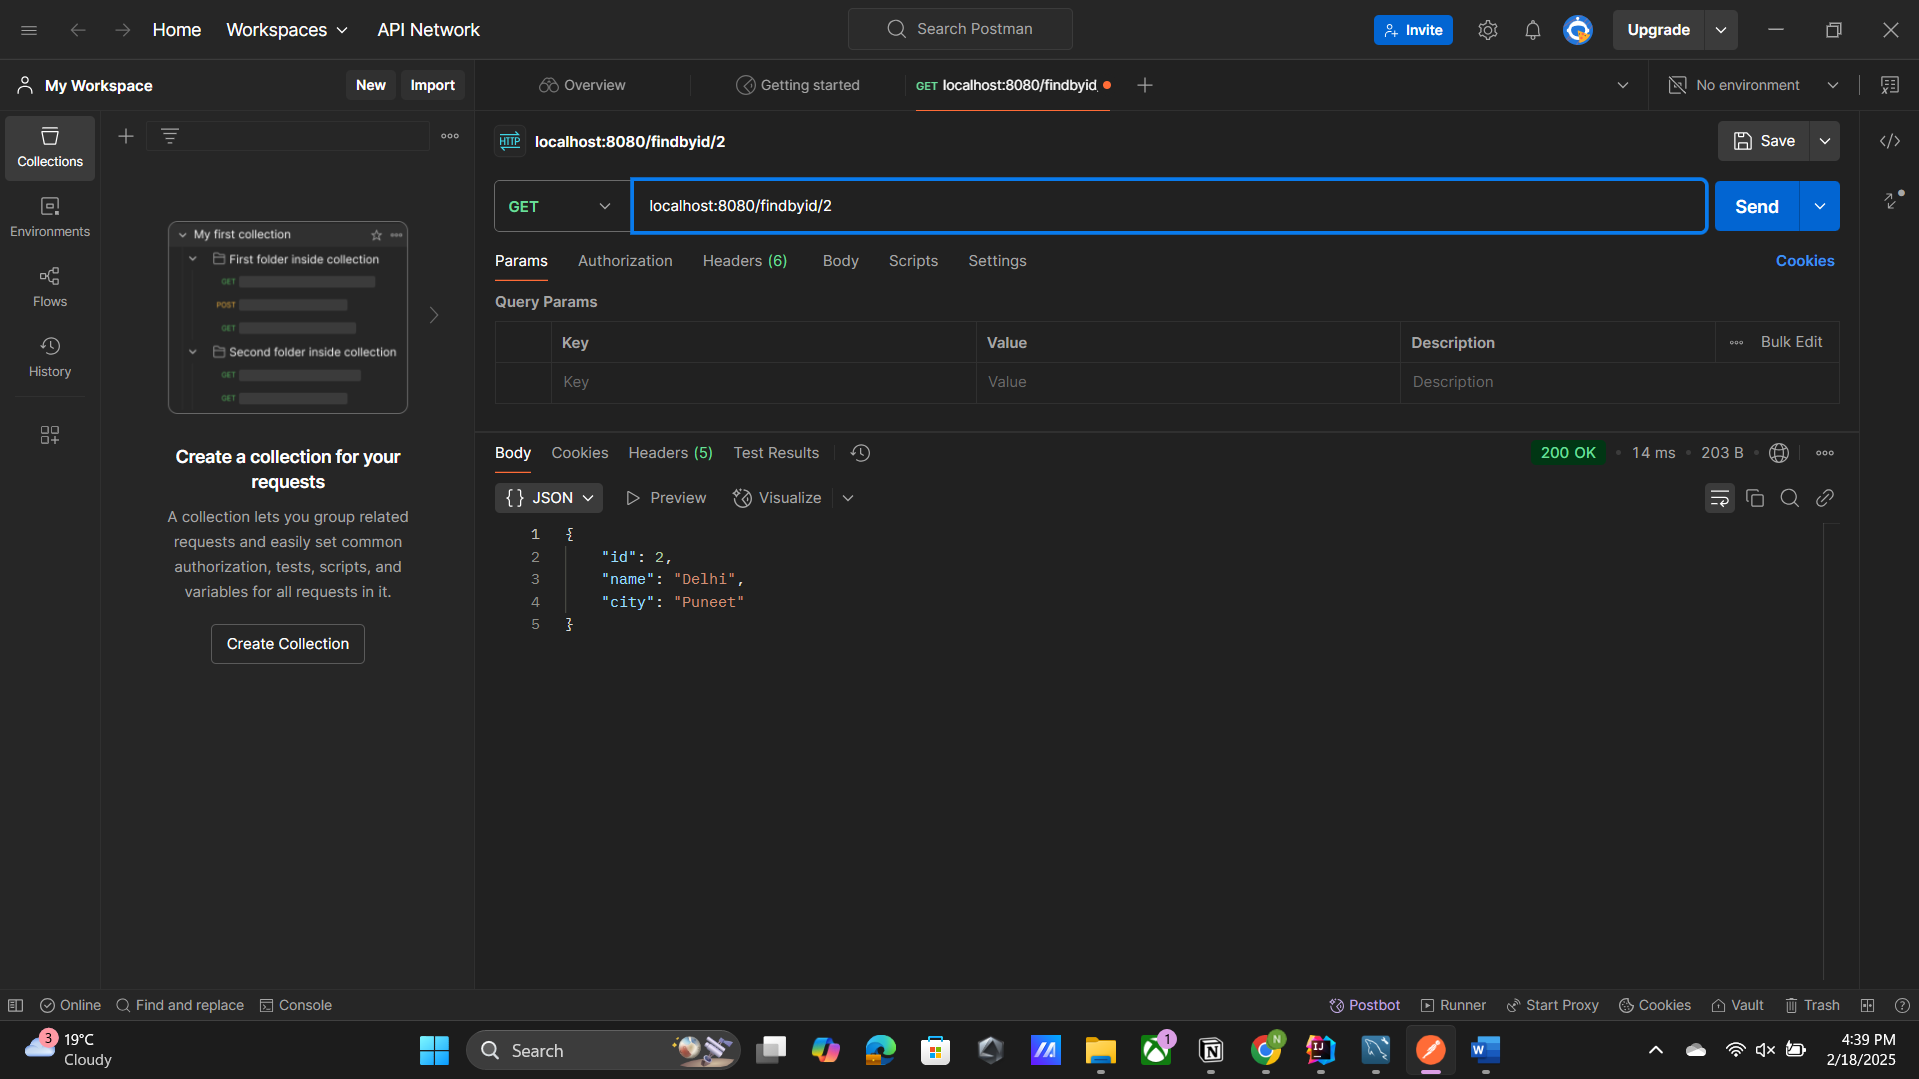 Home Workspaces API Network Search Postman Invite Upgrade
My Workspace New Import Overview Getting started GET localhost:8080/findbyid No environment
Collections
Environments
Flows
History
My first collection
First folder inside collection
GET
POST
GET
Second folder inside collection
GET
GET
Create a collection for your
requests
A collection lets you group related
requests and easily set common
authorization, tests, scripts, and
variables for all requests in it.
Create Collection
HTTP localhost:8080/findbyid/2 Save
GET localhost:8080/findbyid/2 Send
Params Authorization Headers (6) Body Scripts Settings Cookies
Query Params
Key Value Description Bulk Edit
Key Value Description
Body Cookies Headers (5) Test Results 200 OK 14 ms 203 B
{} JSON Preview Visualize
1 {
2 "id": 2,
3 "name": "Delhi",
4 "city": "Puneet"
5 }
Online Find and replace Console Postbot Runner Start Proxy Cookies Vault Trash
3 19°C
Cloudy
Search
1
N
4:39 PM
2/18/2025